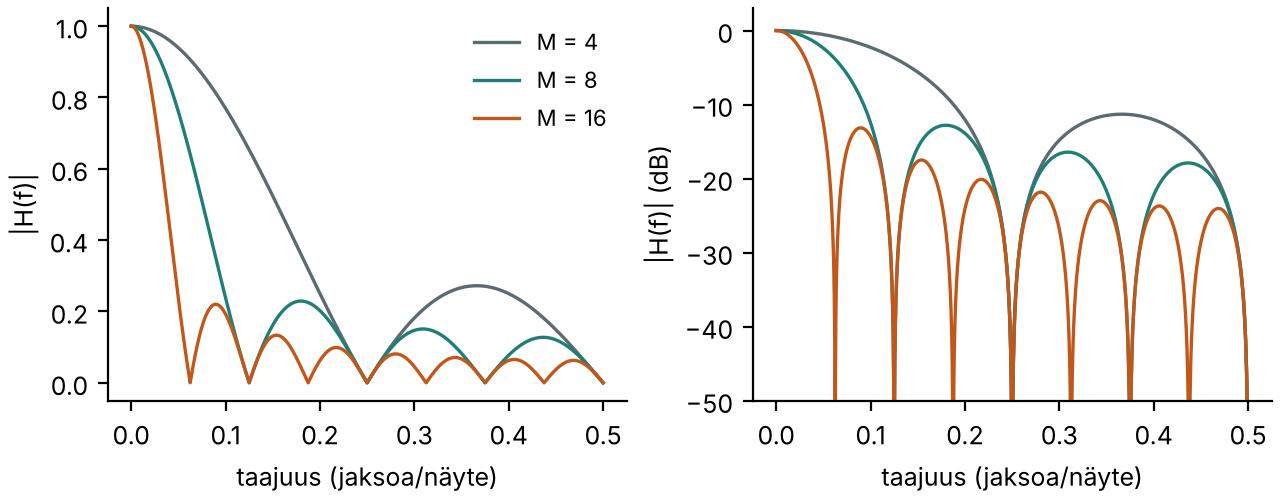 |H(f)|
1.0
0.8
0.6
0.4
0.2
0.0
0.0 0.1 0.2 0.3 0.4 0.5
taajuus (jaksoa/näyte)
M = 4
M = 8
M = 16
|H(f)| (dB)
0
−10
−20
−30
−40
−50
0.0 0.1 0.2 0.3 0.4 0.5
taajuus (jaksoa/näyte)